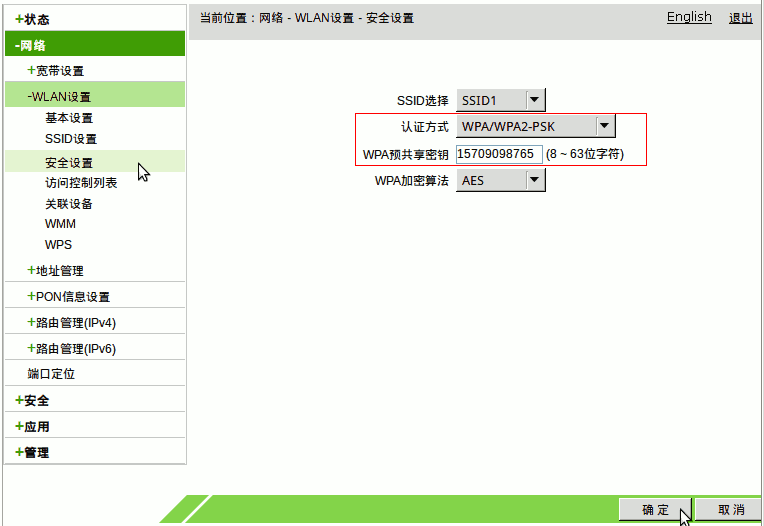 +状态
-网络
+宽带设置
-WLAN设置
基本设置
SSID设置
安全设置
访问控制列表
关联设备
WMM
WPS
+地址管理
+PON信息设置
+路由管理(IPv4)
+路由管理(IPv6)
端口定位
+安全
+应用
+管理
当前位置：网络 - WLAN设置 - 安全设置 English 退出
SSID选择 SSID1
认证方式 WPA/WPA2-PSK
WPA预共享密钥 15709098765 (8 ~ 63位字符)
WPA加密算法 AES
确 定 取 消